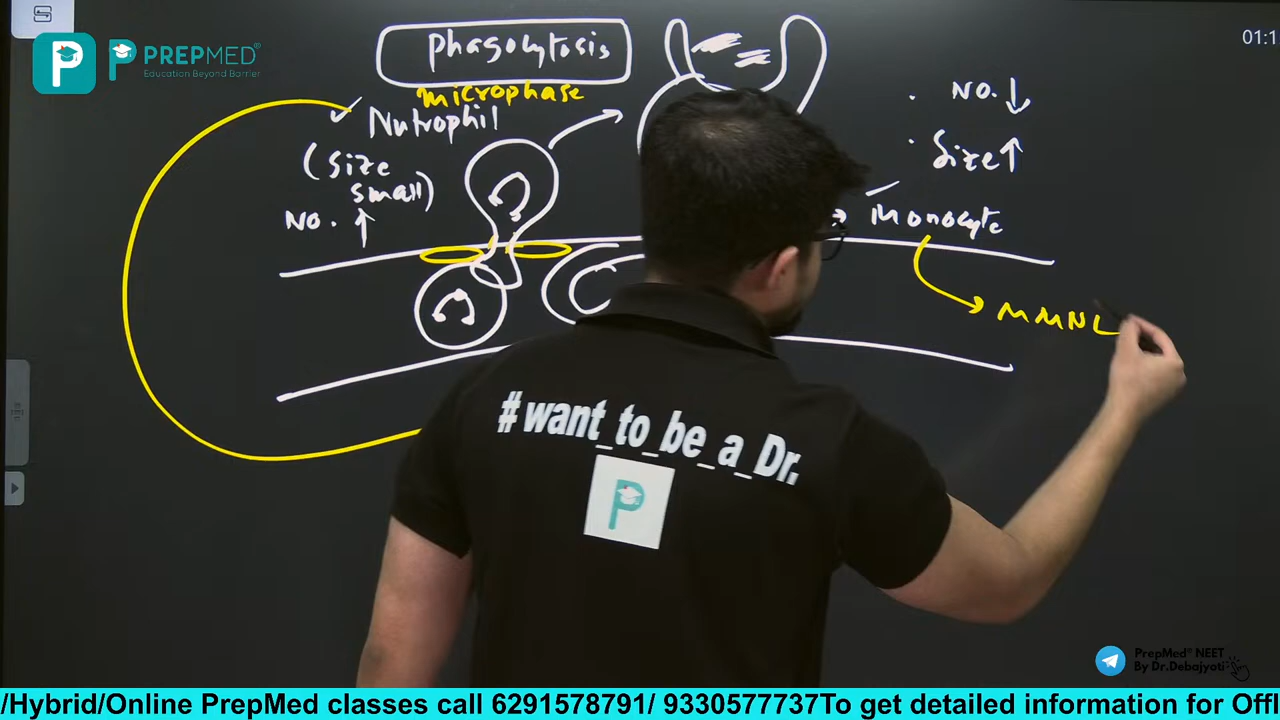 01:1
P PREPMED®
Education Beyond Barrier
phagocytosis
microphase
Nutrophil
(Size
small)
NO. ↑
. NO. ↓
. Size ↑
→ Monocyte
MMNL
#want_to_be_a_Dr.
P
PrepMed® NEET
By Dr.Debajyoti
/Hybrid/Online PrepMed classes call 6291578791/ 9330577737To get detailed information for Offl